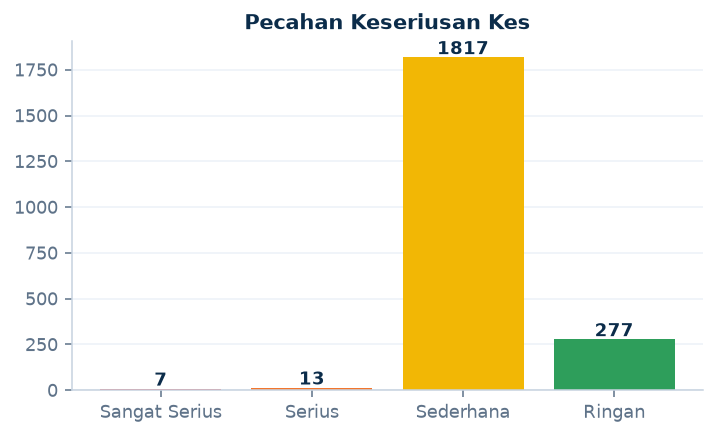 Pecahan Keseriusan Kes
1817
1750
1500
1250
1000
750
500
277
250
13
7
0
Sangat Serius
Serius
Sederhana
Ringan